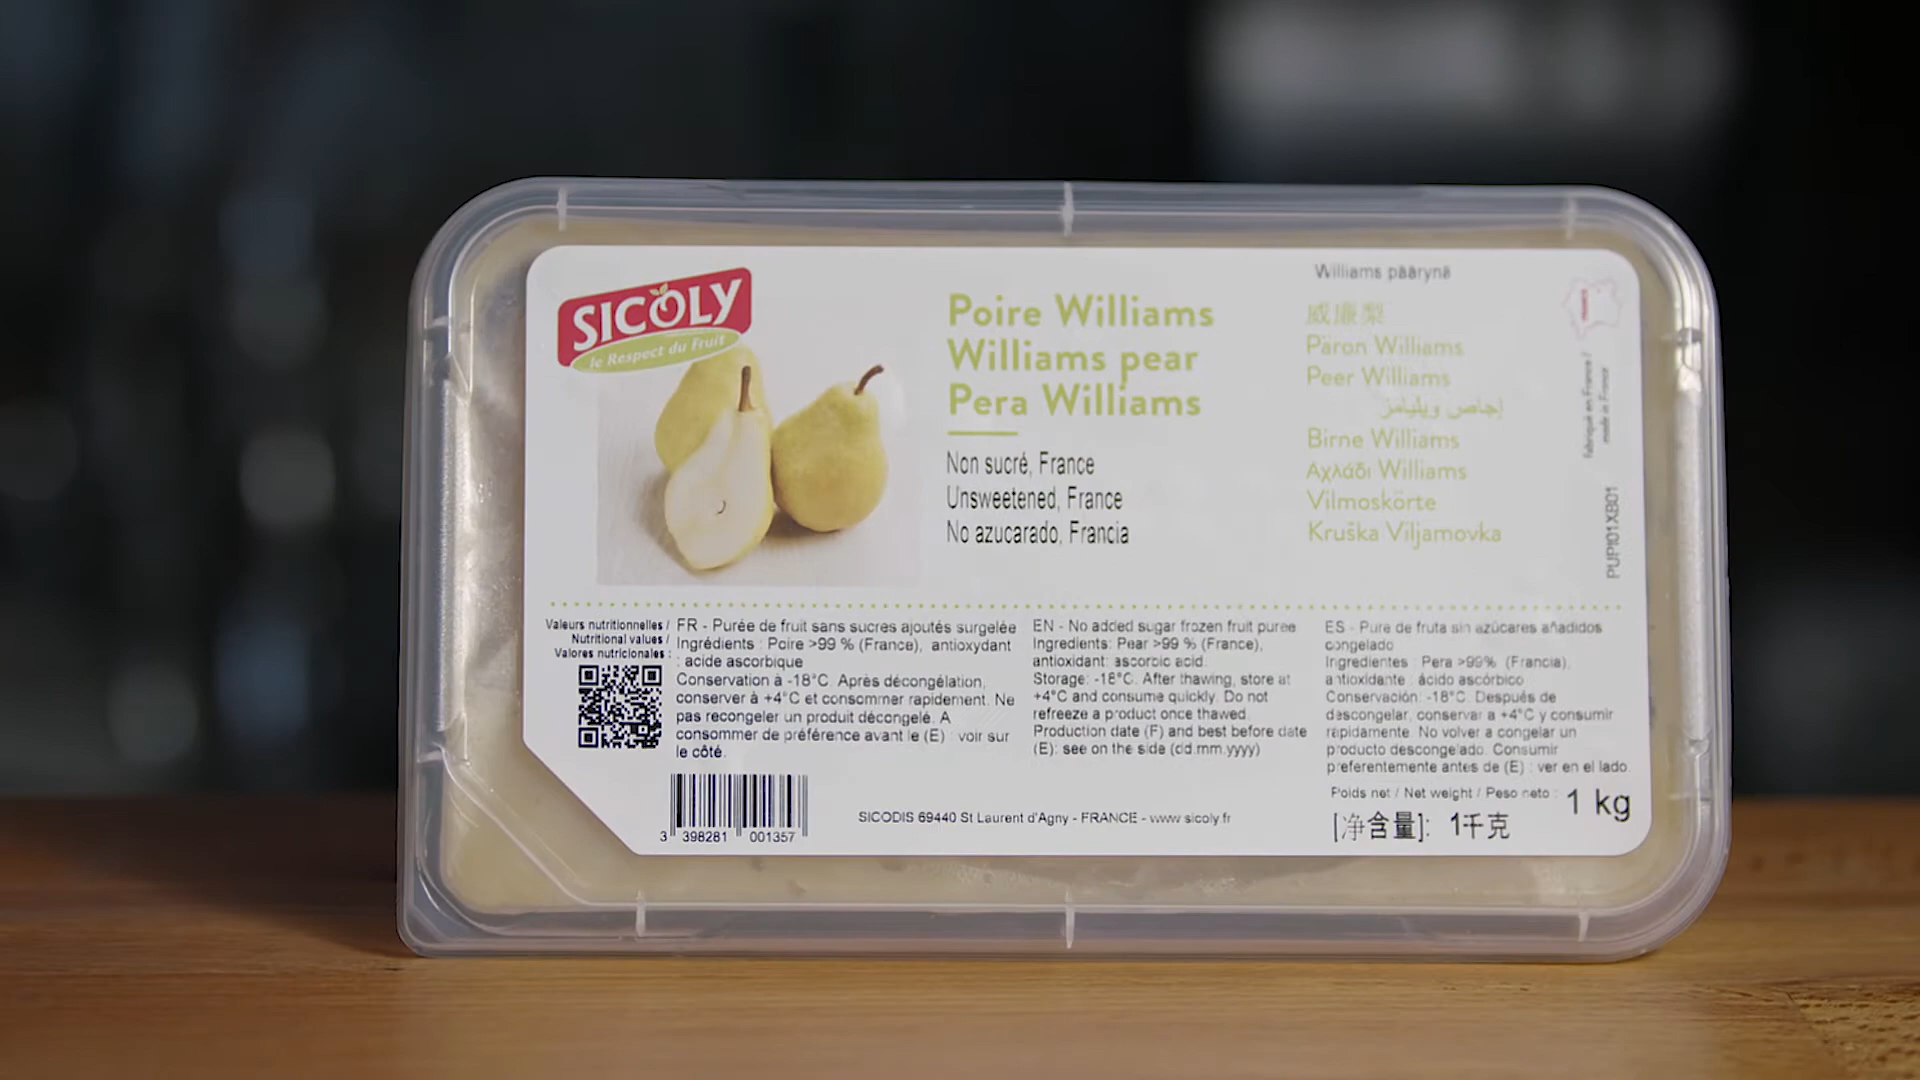 SICOLY
le Respect du Fruit
Poire Williams
Williams pear
Pera Williams
Non sucré, France
Unsweetened, France
No azucarado, Francia
Williams päärynä
威廉梨
Päron Williams
Peer Williams
إجاص ويليامز
Birne Williams
Αχλάδι Williams
Vilmoskörte
Kruška Viljamovka
FRANCE
Fabriqué en France /
made in France
PUPI01XB01
Valeurs nutritionnelles /
Nutritional values /
Valores nutricionales :
FR - Purée de fruit sans sucres ajoutés surgelée
Ingrédients : Poire >99 % (France), antioxydant
: acide ascorbique
Conservation à -18°C. Après décongélation,
conserver à +4°C et consommer rapidement. Ne
pas recongeler un produit décongelé. A
consommer de préférence avant le (E) : voir sur
le côté.
EN - No added sugar frozen fruit puree
Ingredients: Pear >99 % (France),
antioxidant: ascorbic acid.
Storage: -18°C. After thawing, store at
+4°C and consume quickly. Do not
refreeze a product once thawed.
Production date (F) and best before date
(E): see on the side (dd.mm.yyyy)
ES - Pure de fruta sin azúcares añadidos
congelado
Ingredientes : Pera >99% (Francia),
antioxidante : ácido ascórbico
Conservación: -18°C. Después de
descongelar, conservar a +4°C y consumir
rápidamente. No volver a congelar un
producto descongelado. Consumir
preferentemente antes de (E) : ver en el lado.
3 398281 001357
SICODIS 69440 St Laurent d'Agny - FRANCE - www.sicoly.fr
Poids net / Net weight / Peso neto : 1 kg
[净含量]: 1千克